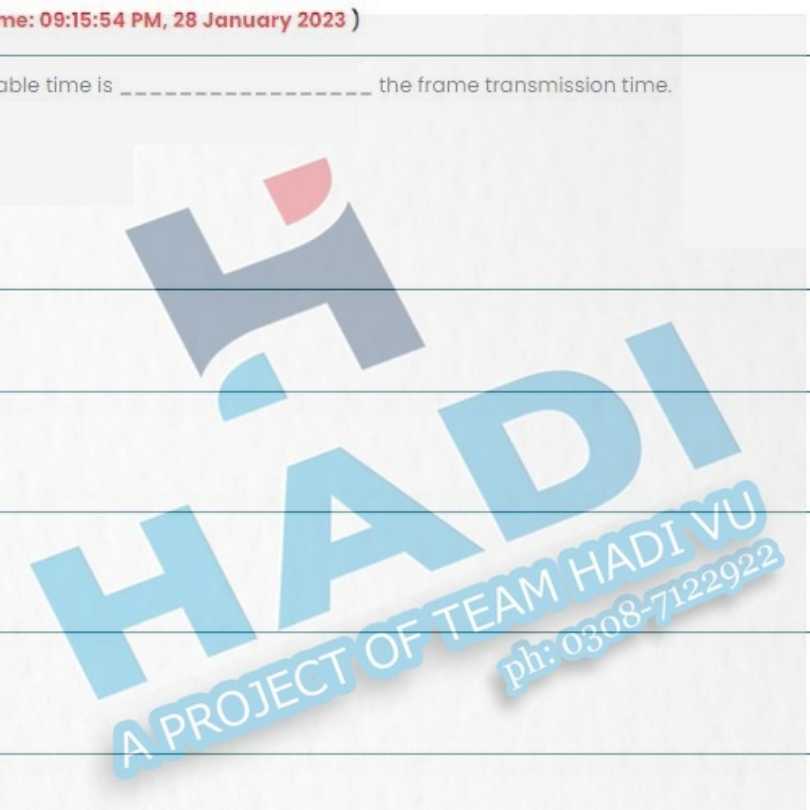 me: 09:15:54 PM, 28 January 2023 )
able time is _________________ the frame transmission time.
HADI
A PROJECT OF TEAM HADI VU
ph: 0308-7122922